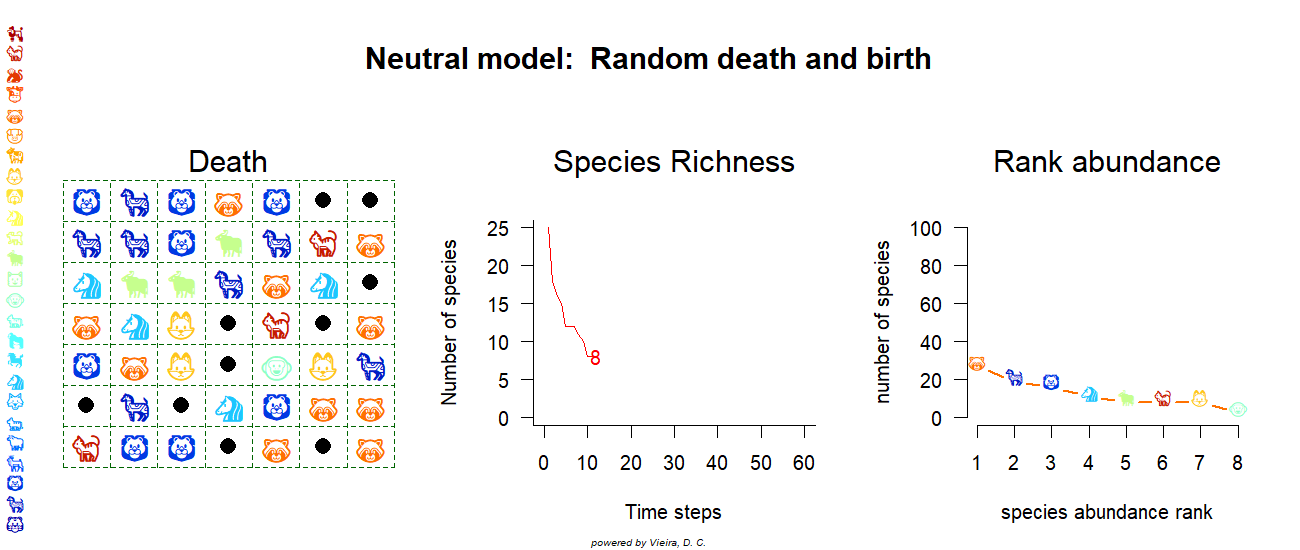 Neutral model:  Random death and birth
Death
Species Richness
Rank abundance
Number of species
25
20
15
10
5
0
8
0 10 20 30 40 50 60
Time steps
number of species
100
80
60
40
20
0
1 2 3 4 5 6 7 8
species abundance rank
powered by Vieira, D. C.